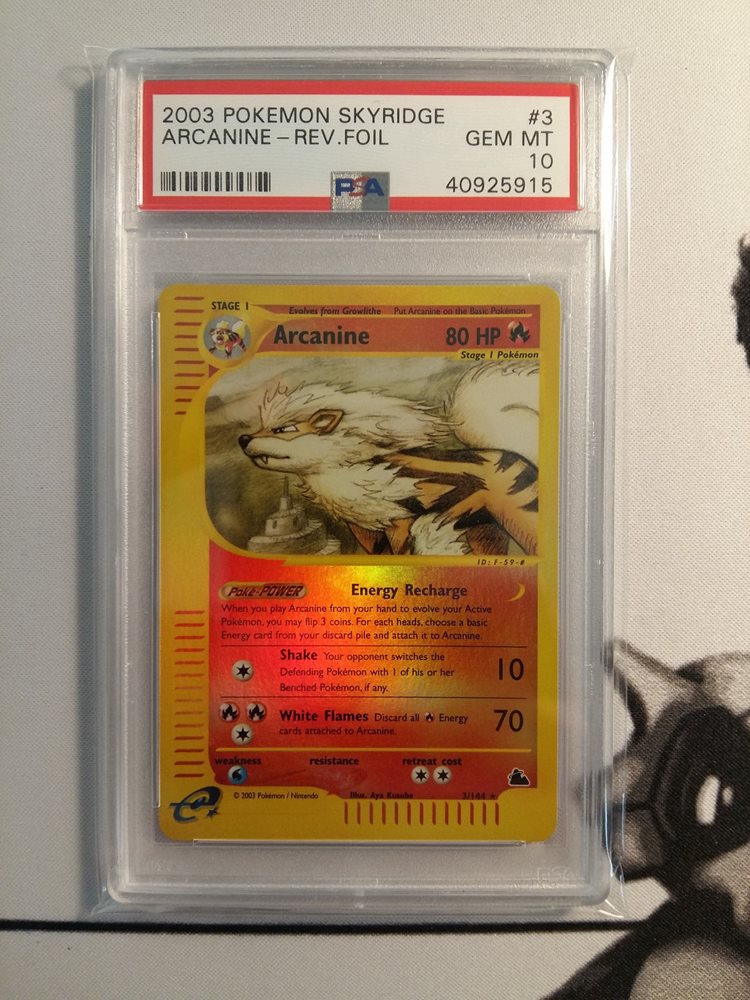 2003 POKEMON SKYRIDGE #3
ARCANINE - REV.FOIL GEM MT
10
PSA 40925915
STAGE 1 Evolves from Growlithe Put Arcanine on the Basic Pokémon
Arcanine 80 HP
Stage 1 Pokémon
ID: F-59-#
Poké-POWER Energy Recharge
When you play Arcanine from your hand to evolve your Active
Pokémon, you may flip 3 coins. For each heads, choose a basic
Energy card from your discard pile and attach it to Arcanine.
Shake Your opponent switches the
Defending Pokémon with 1 of his or her 10
Benched Pokémon, if any.
White Flames Discard all Energy 70
cards attached to Arcanine.
weakness resistance retreat cost
e
© 2003 Pokémon / Nintendo Illus. Aya Kusube 3/144 ★